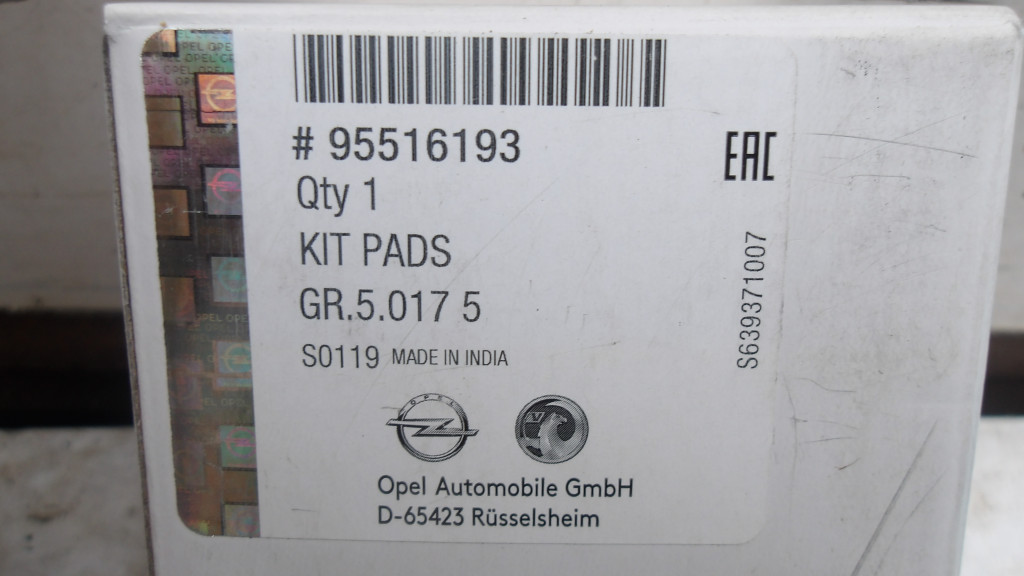 # 95516193
EAC
Qty 1
KIT PADS
GR.5.017 5
S0119 MADE IN INDIA
S639371007
OPEL
V
Opel Automobile GmbH
D-65423 Rüsselsheim